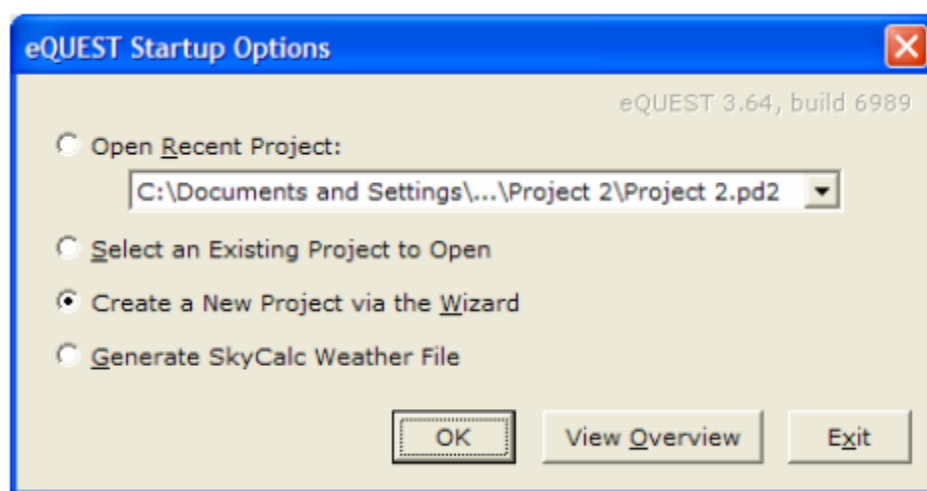 eQUEST Startup Options
eQUEST 3.64, build 6989
Open Recent Project:
C:\Documents and Settings\...\Project 2\Project 2.pd2
Select an Existing Project to Open
Create a New Project via the Wizard
Generate SkyCalc Weather File
OK View Overview Exit